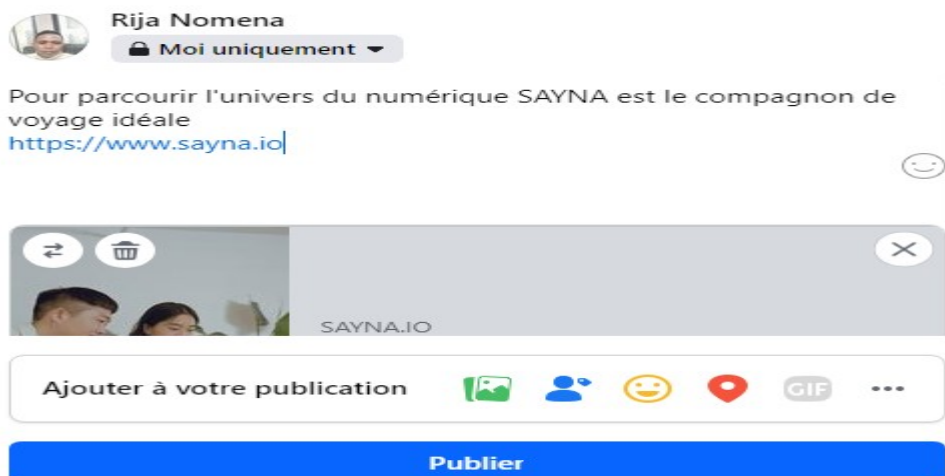 Rija Nomena
Moi uniquement
Pour parcourir l'univers du numérique SAYNA est le compagnon de
voyage idéale
https://www.sayna.io
SAYNA.IO
Ajouter à votre publication
GIF
Publier